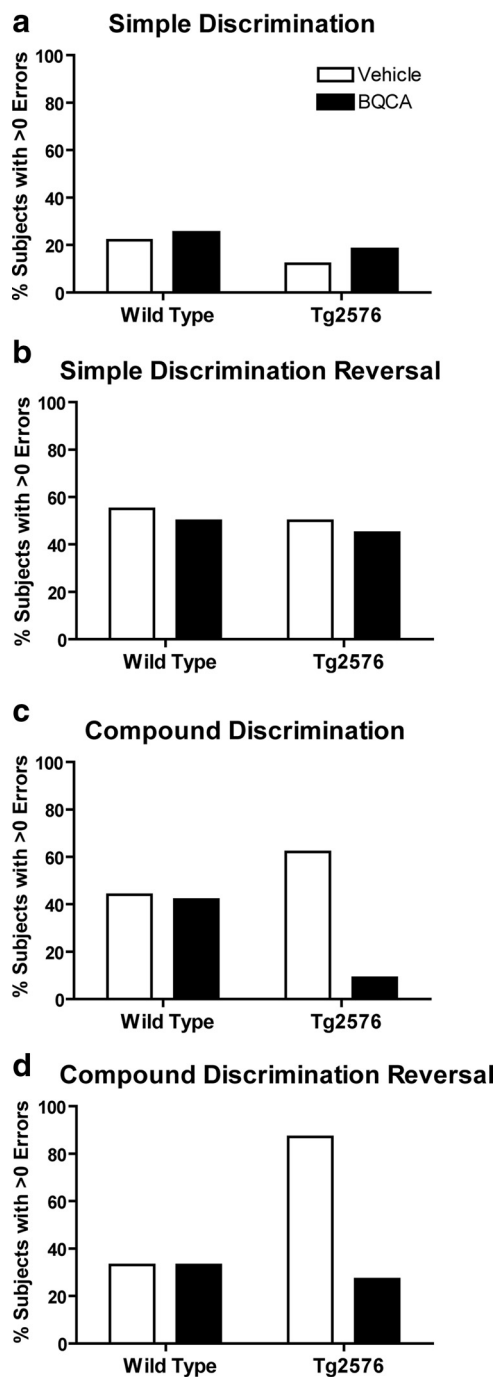 a
Simple Discrimination
% Subjects with >0 Errors
100
80
60
40
20
0
Vehicle
BQCA
Wild Type
Tg2576
b
Simple Discrimination Reversal
% Subjects with >0 Errors
100
80
60
40
20
0
Wild Type
Tg2576
c
Compound Discrimination
% Subjects with >0 Errors
100
80
60
40
20
0
Wild Type
Tg2576
d
Compound Discrimination Reversal
% Subjects with >0 Errors
100
80
60
40
20
0
Wild Type
Tg2576